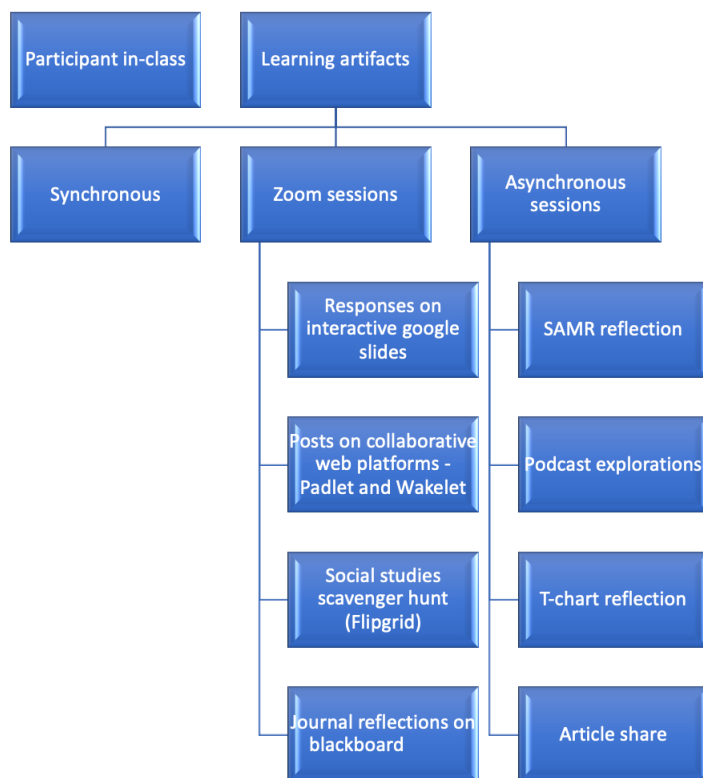 Participant in-class
Learning artifacts
Synchronous
Zoom sessions
Asynchronous
sessions
Responses on
interactive google
slides
Posts on collaborative
web platforms -
Padlet and Wakelet
Social studies
scavenger hunt
(Flipgrid)
Journal reflections on
blackboard
SAMR reflection
Podcast explorations
T-chart reflection
Article share